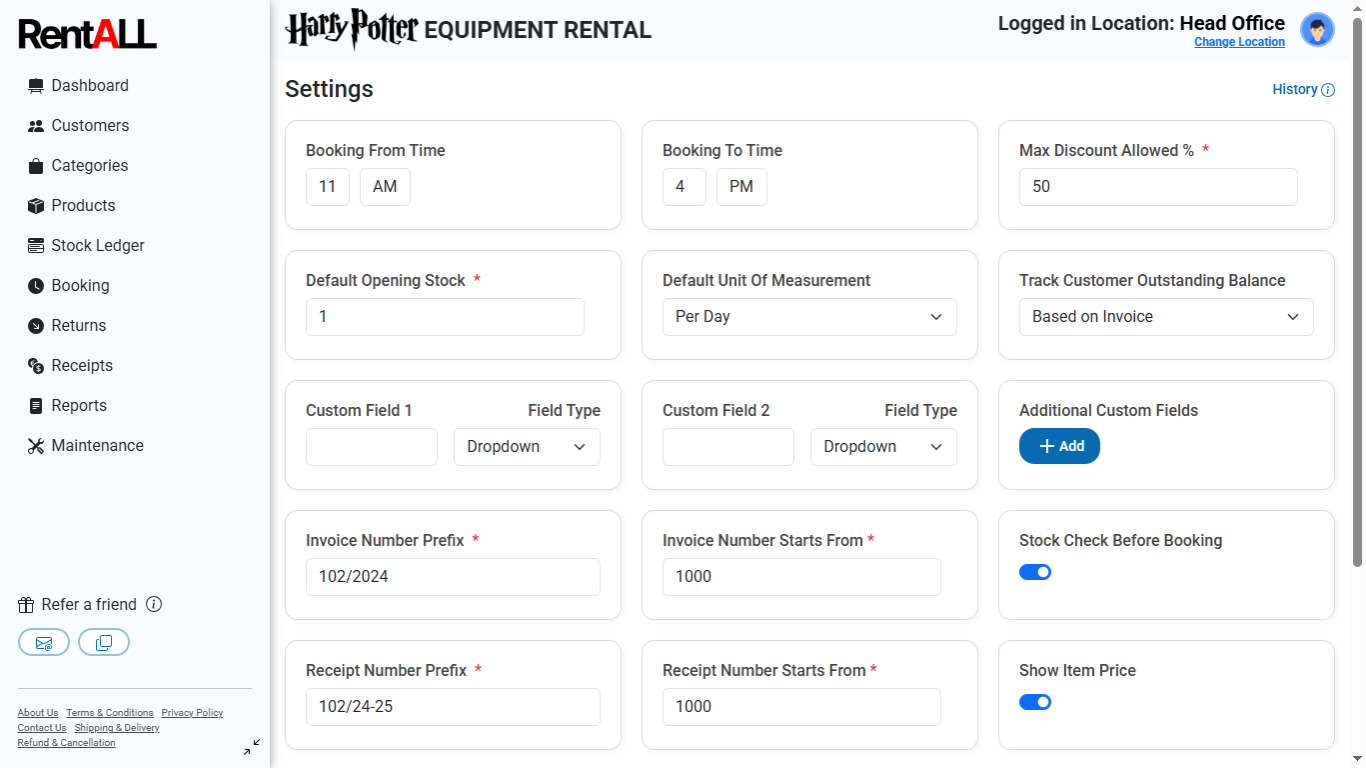 RentALL
Dashboard
Customers
Categories
Products
Stock Ledger
Booking
Returns
Receipts
Reports
Maintenance
Refer a friend
About Us Terms & Conditions Privacy Policy
Contact Us Shipping & Delivery
Refund & Cancellation
Harry Potter EQUIPMENT RENTAL
Logged in Location: Head Office
Change Location
Settings
History
Booking From Time
11 AM
Booking To Time
4 PM
Max Discount Allowed % *
50
Default Opening Stock *
1
Default Unit Of Measurement
Per Day
Track Customer Outstanding Balance
Based on Invoice
Custom Field 1 Field Type
Dropdown
Custom Field 2 Field Type
Dropdown
Additional Custom Fields
+ Add
Invoice Number Prefix *
102/2024
Invoice Number Starts From *
1000
Stock Check Before Booking
Receipt Number Prefix *
102/24-25
Receipt Number Starts From *
1000
Show Item Price